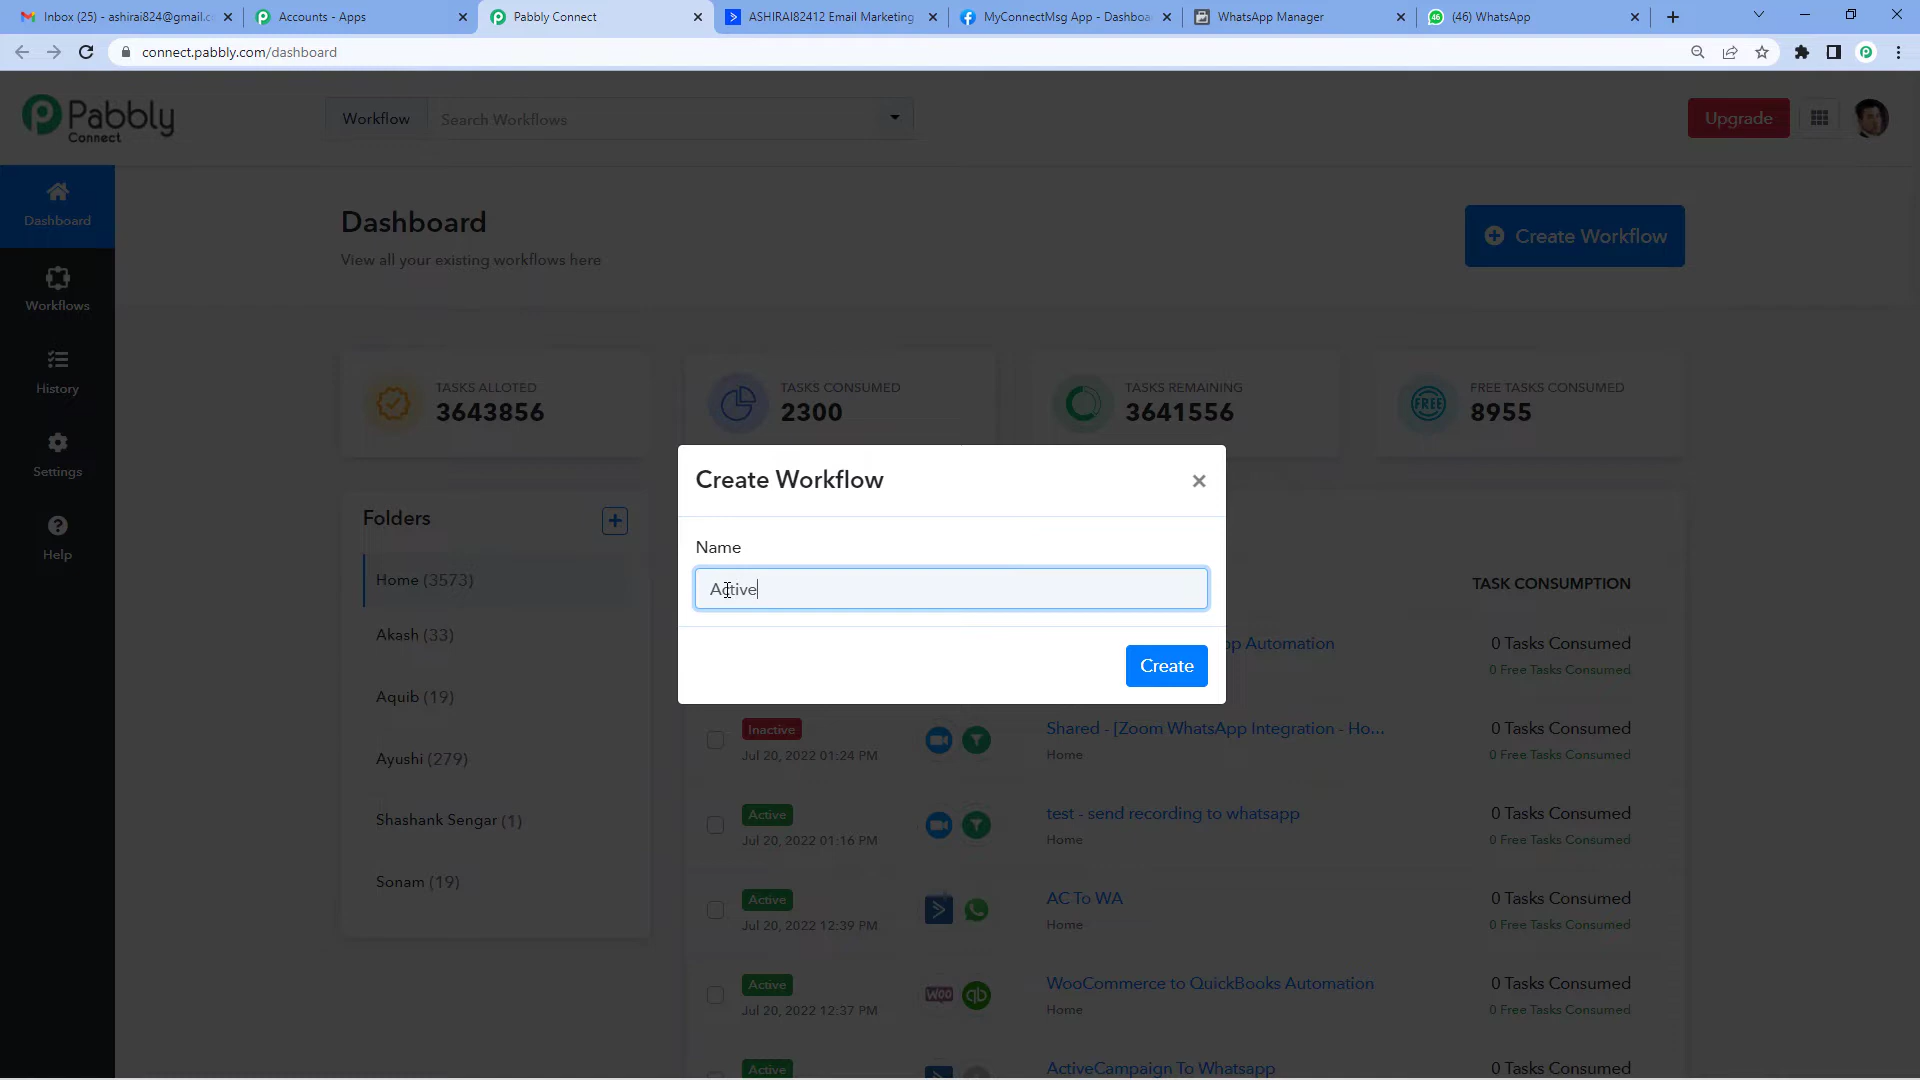 Inbox (25) - ashirai824@gmail.c
Accounts - Apps
Pabbly Connect
ASHIRAI82412 Email Marketing
MyConnectMsg App - Dashboa
WhatsApp Manager
(46) WhatsApp
connect.pabbly.com/dashboard
Pabbly
Connect
Workflow
Search Workflows
Upgrade
Dashboard
Workflows
History
Settings
Help
Dashboard
View all your existing workflows here
Create Workflow
TASKS ALLOTED
3643856
TASKS CONSUMED
2300
TASKS REMAINING
3641556
FREE
FREE TASKS CONSUMED
8955
Folders
Home (3573)
Akash (33)
Aquib (19)
Ayushi (279)
Shashank Sengar (1)
Sonam (19)
Create Workflow
Name
Active
Create
TASK CONSUMPTION
pp Automation
0 Tasks Consumed
0 Free Tasks Consumed
Inactive
Jul 20, 2022 01:24 PM
Shared - [Zoom WhatsApp Integration - Ho...
Home
0 Tasks Consumed
0 Free Tasks Consumed
Active
Jul 20, 2022 01:16 PM
test - send recording to whatsapp
Home
0 Tasks Consumed
0 Free Tasks Consumed
Active
Jul 20, 2022 12:39 PM
AC To WA
Home
0 Tasks Consumed
0 Free Tasks Consumed
Active
Jul 20, 2022 12:37 PM
WOO
qb
WooCommerce to QuickBooks Automation
Home
0 Tasks Consumed
0 Free Tasks Consumed
Active
ActiveCampaign To Whatsapp
0 Tasks Consumed